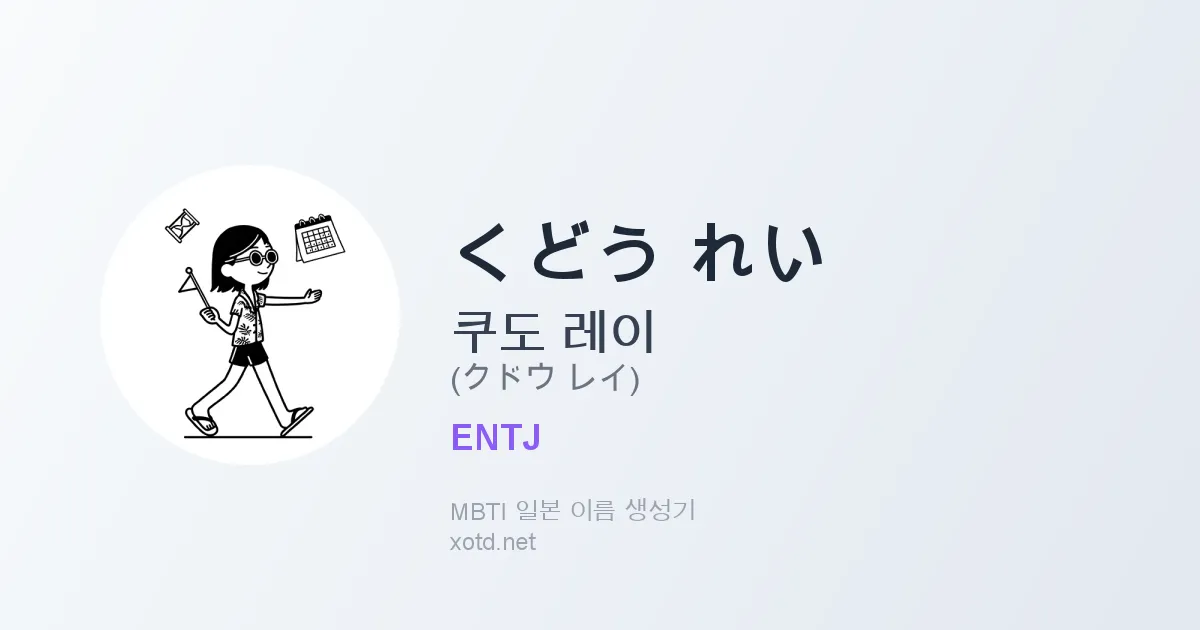 くどう れい
쿠도 레이
(クドウ レイ)
ENTJ
MBTI 일본 이름 생성기
xotd.net